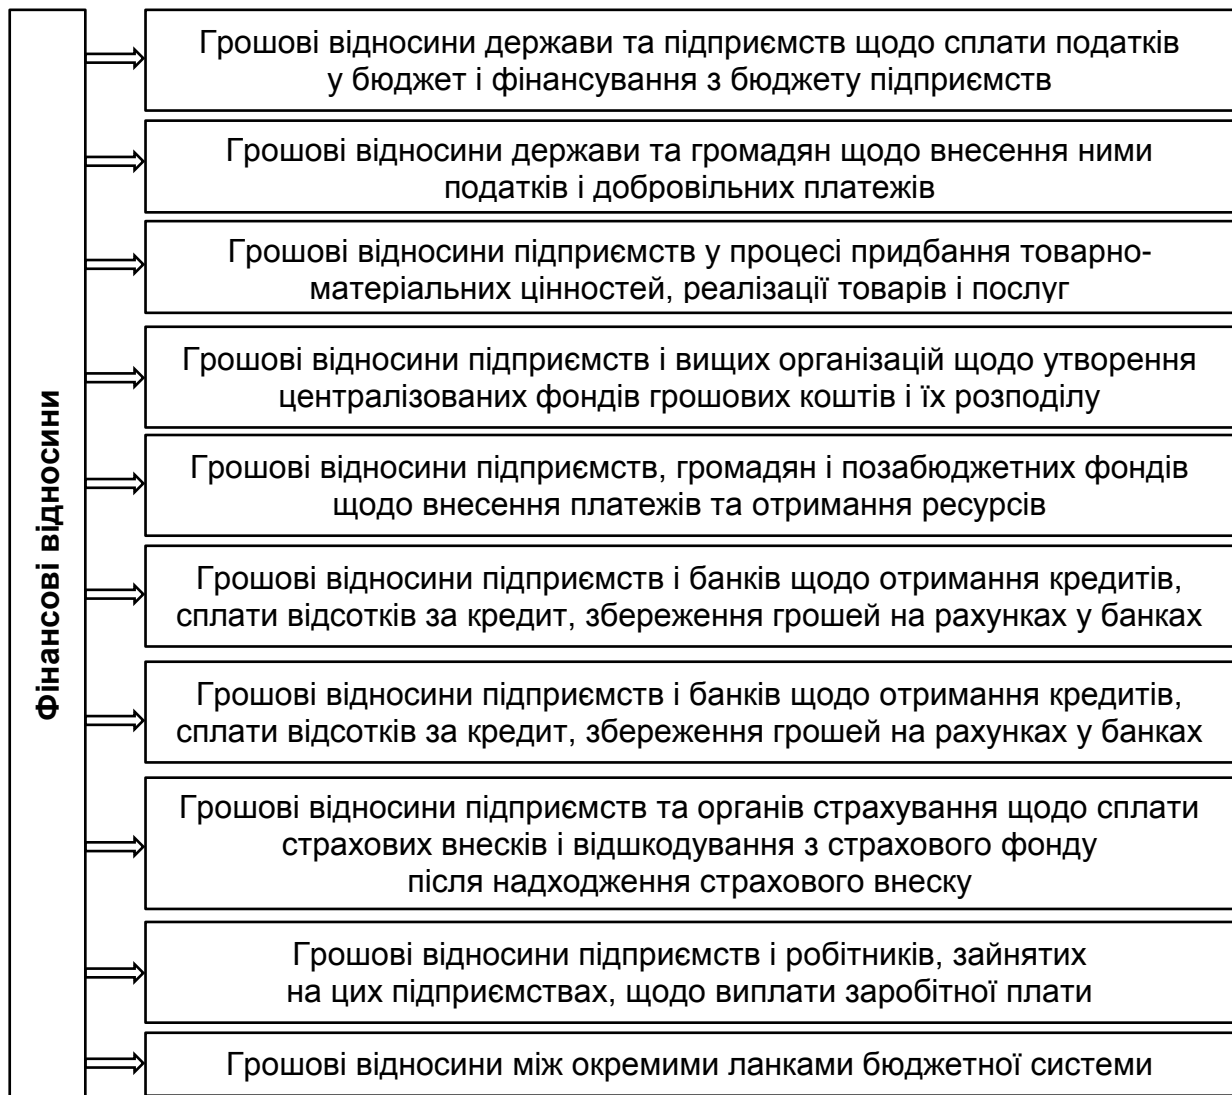 Фінансові відносини
Грошові відносини держави та підприємств щодо сплати податків
у бюджет і фінансування з бюджету підприємств
Грошові відносини держави та громадян щодо внесення ними
податків і добровільних платежів
Грошові відносини підприємств у процесі придбання товарно-
матеріальних цінностей, реалізації товарів і послуг
Грошові відносини підприємств і вищих організацій щодо утворення
централізованих фондів грошових коштів і їх розподілу
Грошові відносини підприємств, громадян і позабюджетних фондів
щодо внесення платежів та отримання ресурсів
Грошові відносини підприємств і банків щодо отримання кредитів,
сплати відсотків за кредит, збереження грошей на рахунках у банках
Грошові відносини підприємств і банків щодо отримання кредитів,
сплати відсотків за кредит, збереження грошей на рахунках у банках
Грошові відносини підприємств та органів страхування щодо сплати
страхових внесків і відшкодування з страхового фонду
після надходження страхового внеску
Грошові відносини підприємств і робітників, зайнятих
на цих підприємствах, щодо виплати заробітної плати
Грошові відносини між окремими ланками бюджетної системи